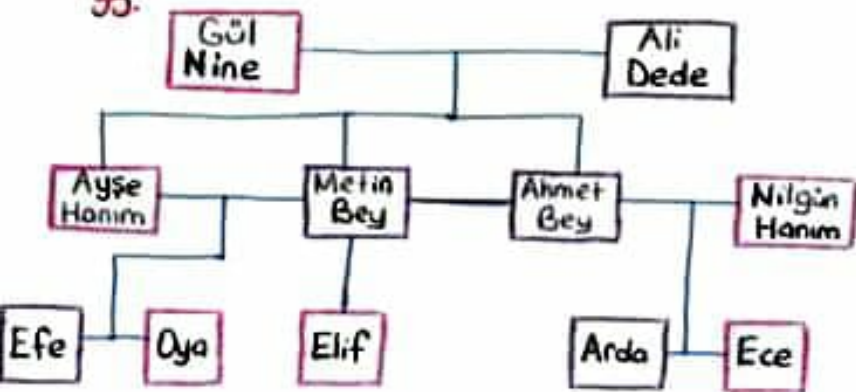 Gül
Nine
Ali
Dede
Ayşe
Hanım
Metin
Bey
Ahmet
Bey
Nilgün
Hanım
Efe
Oya
Elif
Arda
Ece